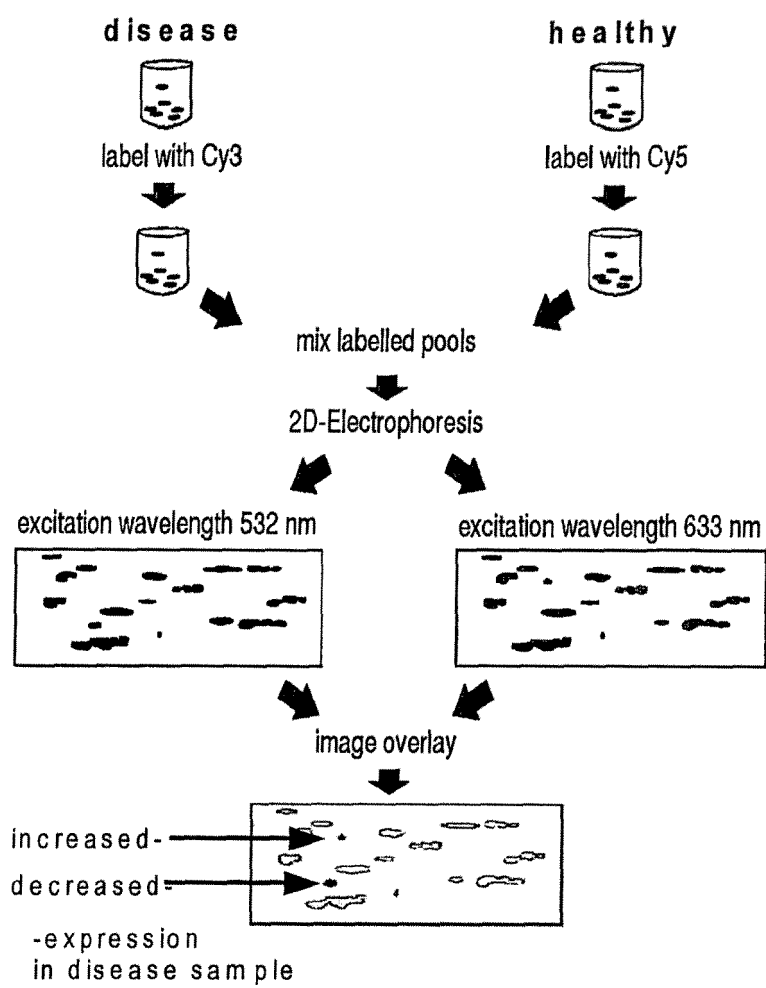 disease
healthy
label with Cy3
label with Cy5
mix labelled pools
2D-Electrophoresis
excitation wavelength 532 nm
excitation wavelength 633 nm
image overlay
increased-
decreased-
-expression
in disease sample